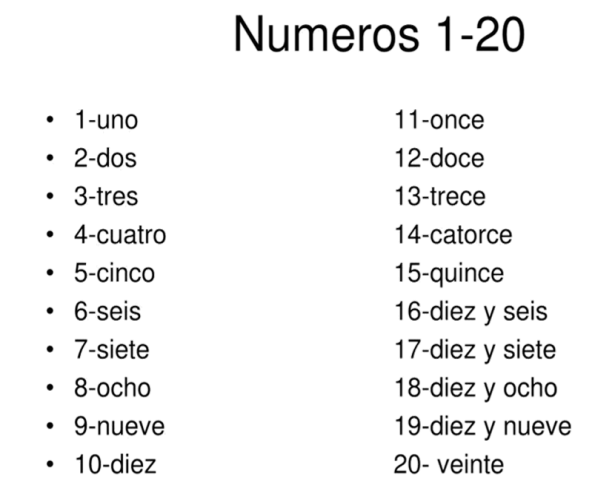 Numeros 1-20
• 1-uno
• 2-dos
• 3-tres
• 4-cuatro
• 5-cinco
• 6-seis
• 7-siete
• 8-ocho
• 9-nueve
• 10-diez
11-once
12-doce
13-trece
14-catorce
15-quince
16-diez y seis
17-diez y siete
18-diez y ocho
19-diez y nueve
20- veinte